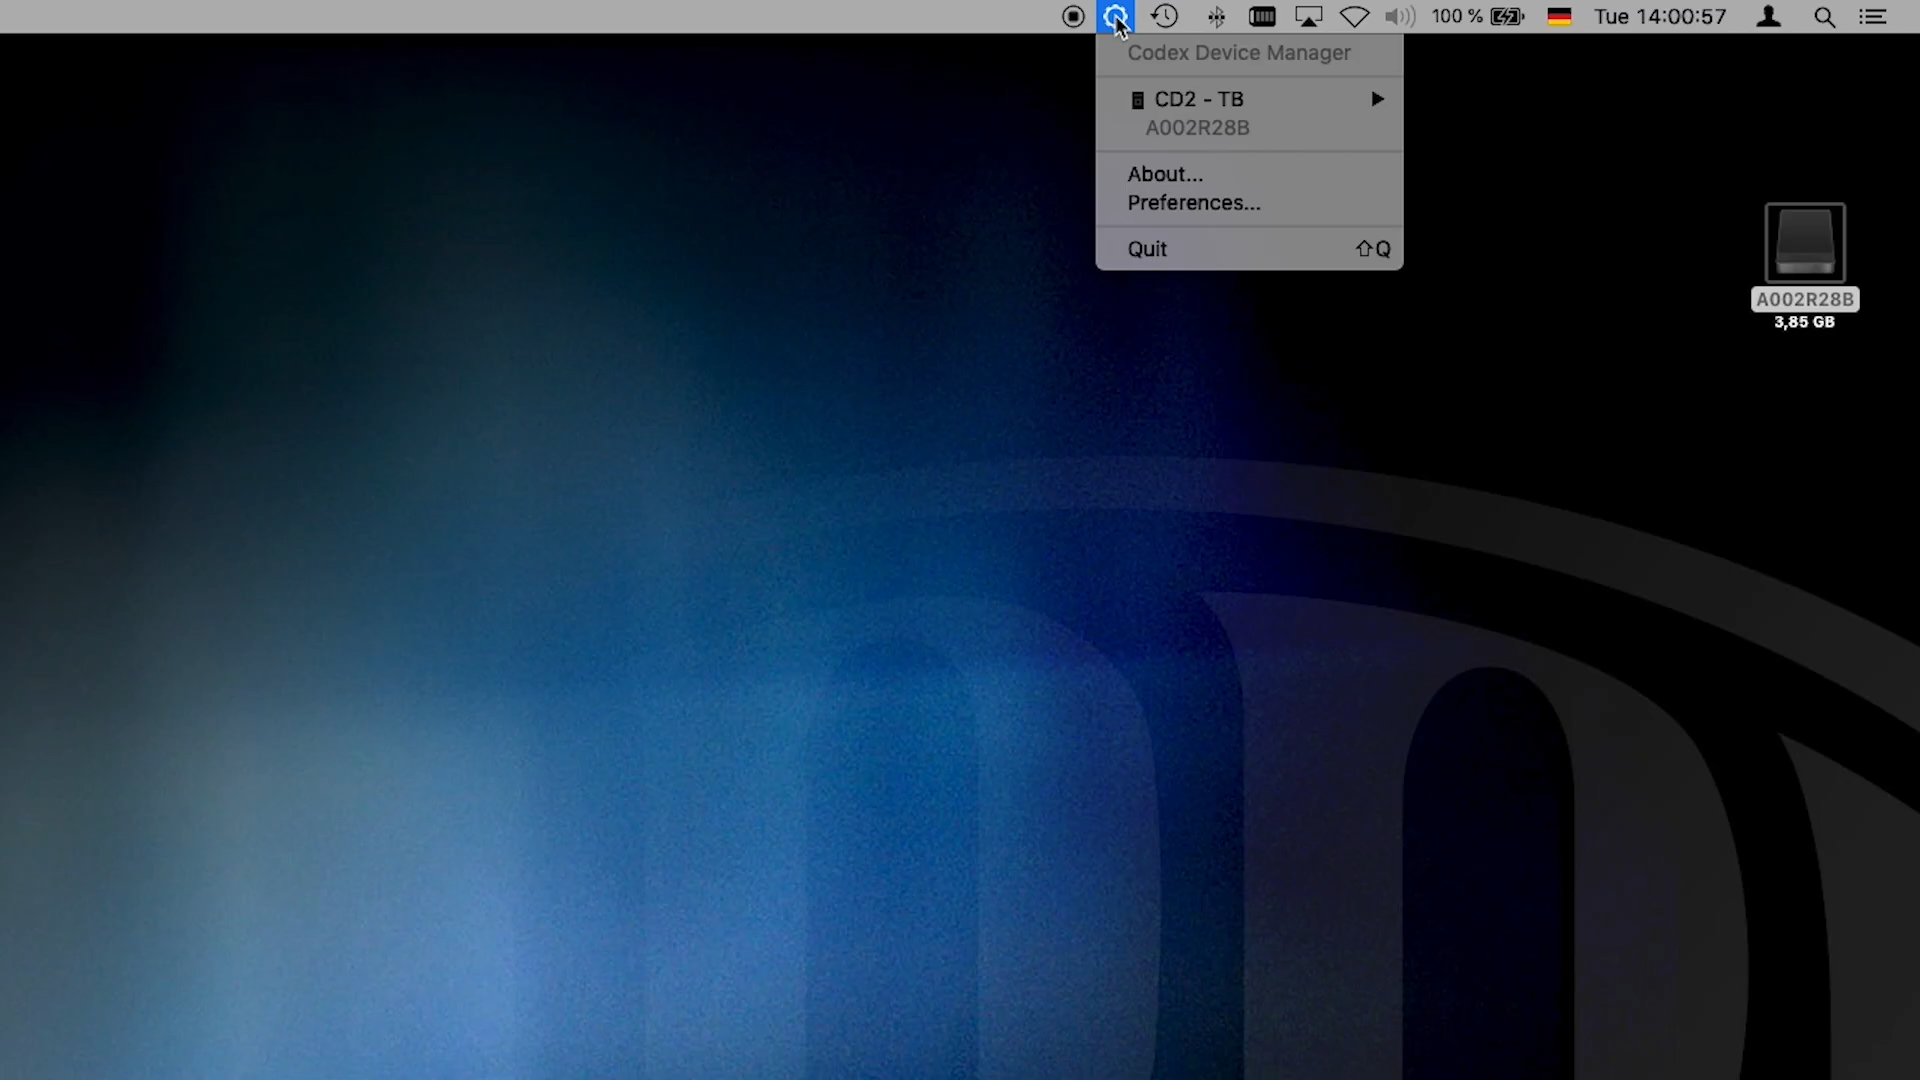 100 %
Tue 14:00:57
Codex Device Manager
CD2 - TB
A002R28B
About...
Preferences...
Quit ⇧Q
A002R28B
3,85 GB